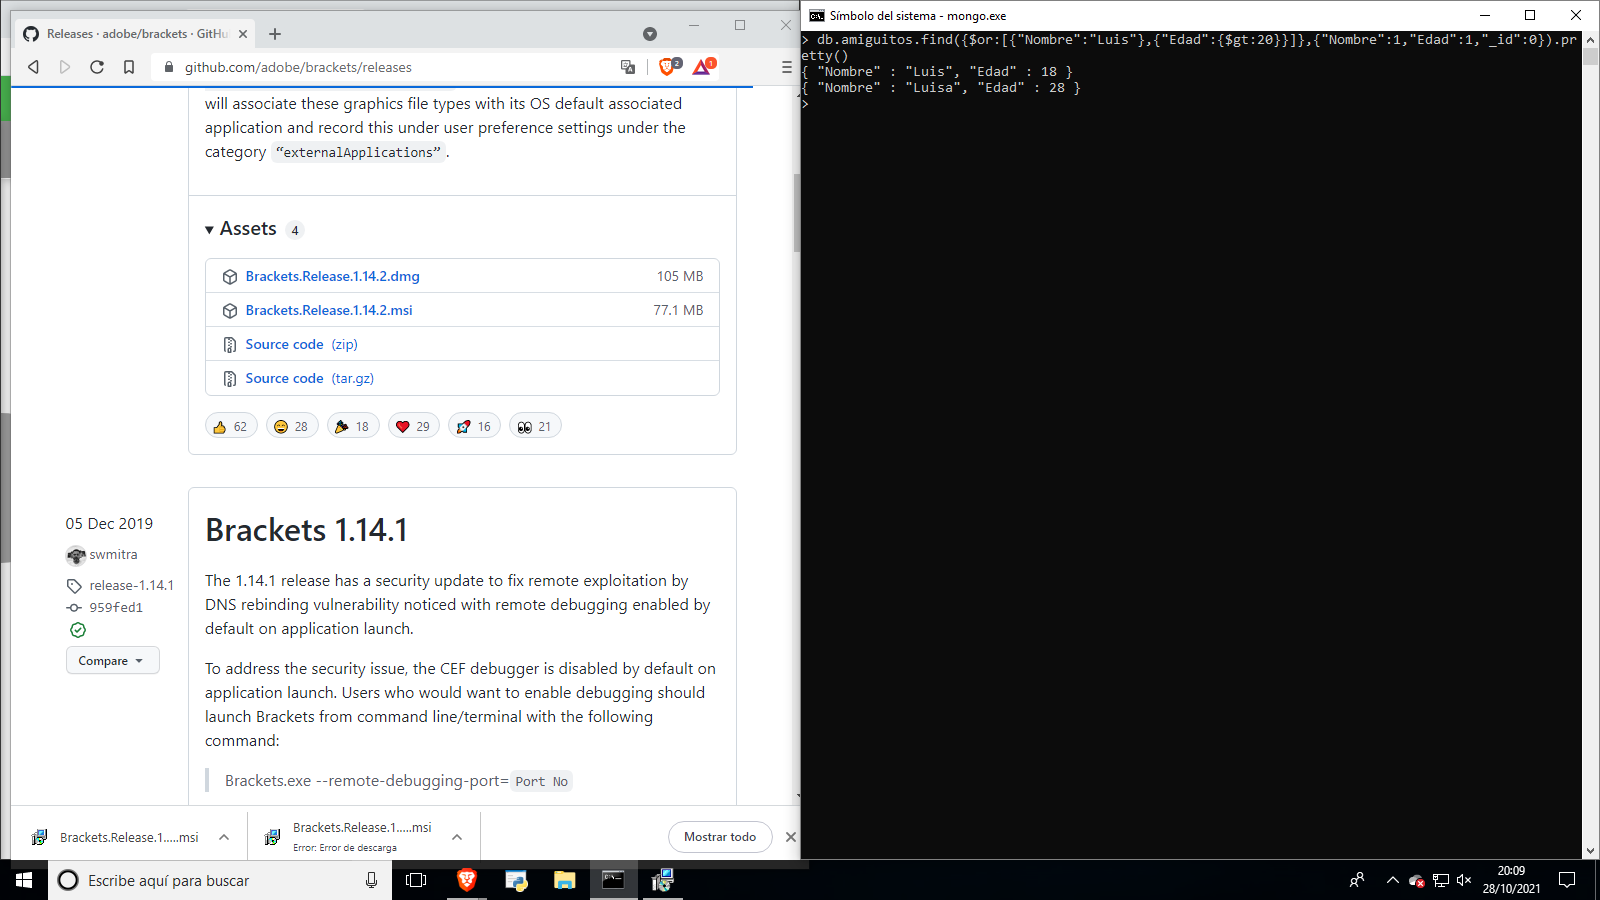 Releases · adobe/brackets · GitHu
github.com/adobe/brackets/releases
2
1
will associate these graphics file types with its OS default associated
application and record this under user preference settings under the
category “externalApplications”.
Assets 4
Brackets.Release.1.14.2.dmg 105 MB
Brackets.Release.1.14.2.msi 77.1 MB
Source code (zip)
Source code (tar.gz)
62 28 18 29 16 21
05 Dec 2019
swmitra
release-1.14.1
959fed1
Compare
Brackets 1.14.1
The 1.14.1 release has a security update to fix remote exploitation by
DNS rebinding vulnerability noticed with remote debugging enabled by
default on application launch.
To address the security issue, the CEF debugger is disabled by default on
application launch. Users who would want to enable debugging should
launch Brackets from command line/terminal with the following
command:
Brackets.exe --remote-debugging-port= Port No
Brackets.Release.1.....msi
Brackets.Release.1.....msi
Error: Error de descarga
Mostrar todo
Símbolo del sistema - mongo.exe
> db.amiguitos.find({$or:[{"Nombre":"Luis"},{"Edad":{$gt:20}}]},{"Nombre":1,"Edad":1,"_id":0}).pr
etty()
{ "Nombre" : "Luis", "Edad" : 18 }
{ "Nombre" : "Luisa", "Edad" : 28 }
>
Escribe aquí para buscar
20:09
28/10/2021